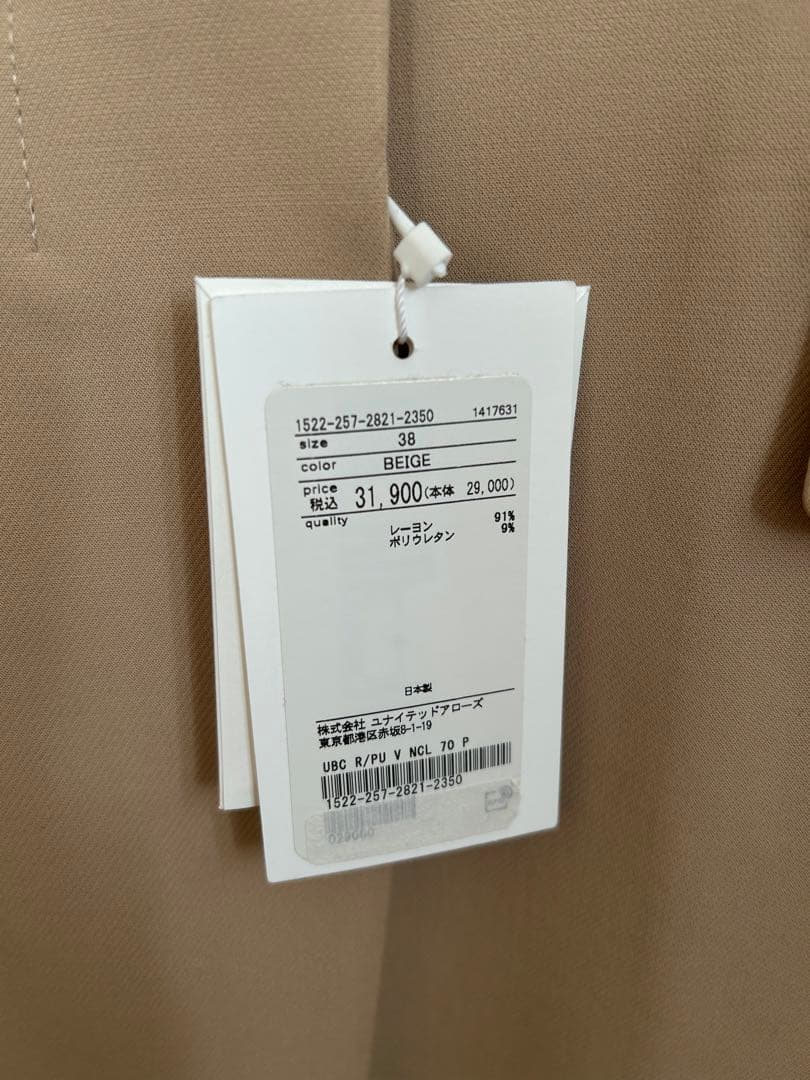 1522-257-2821-2350 1417631
size 38
color BEIGE
price 税込 31,900(本体 29,000)
quality
レーヨン 91%
ポリウレタン 9%
日本製
株式会社 ユナイテッドアローズ
東京都港区赤坂8-1-19
UBC R/PU V NCL 70 P
1522-257-2821-2350
029000